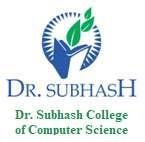 DR. SUBHASH
Dr. Subhash College
of Computer Science